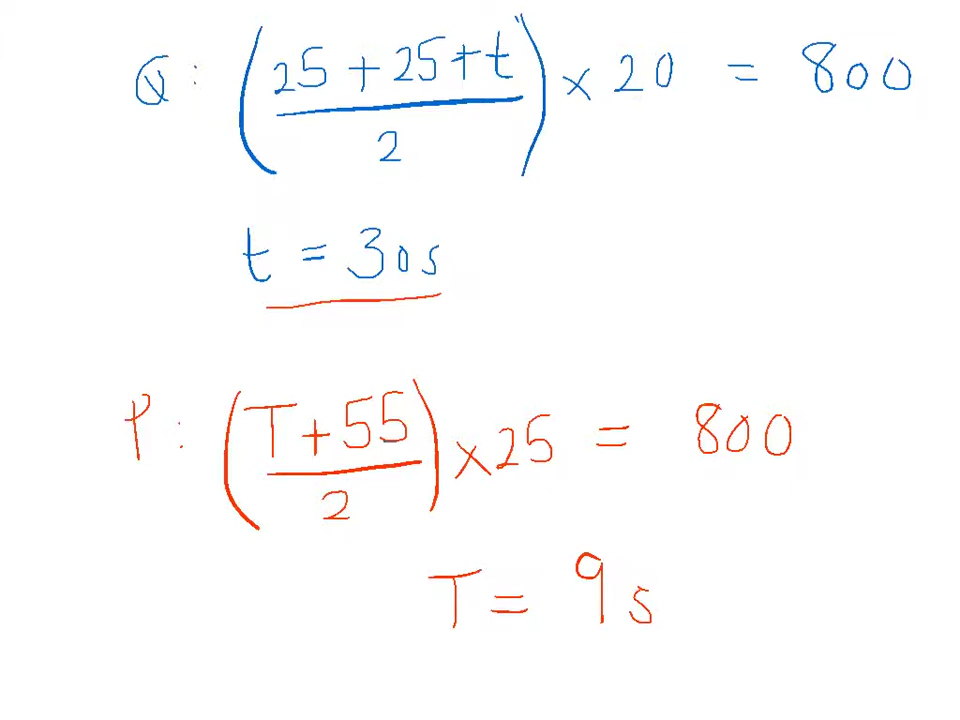 Q: (25 + 25 + t / 2) × 20 = 800
t = 30s
P: (T + 55 / 2) × 25 = 800
T = 9s